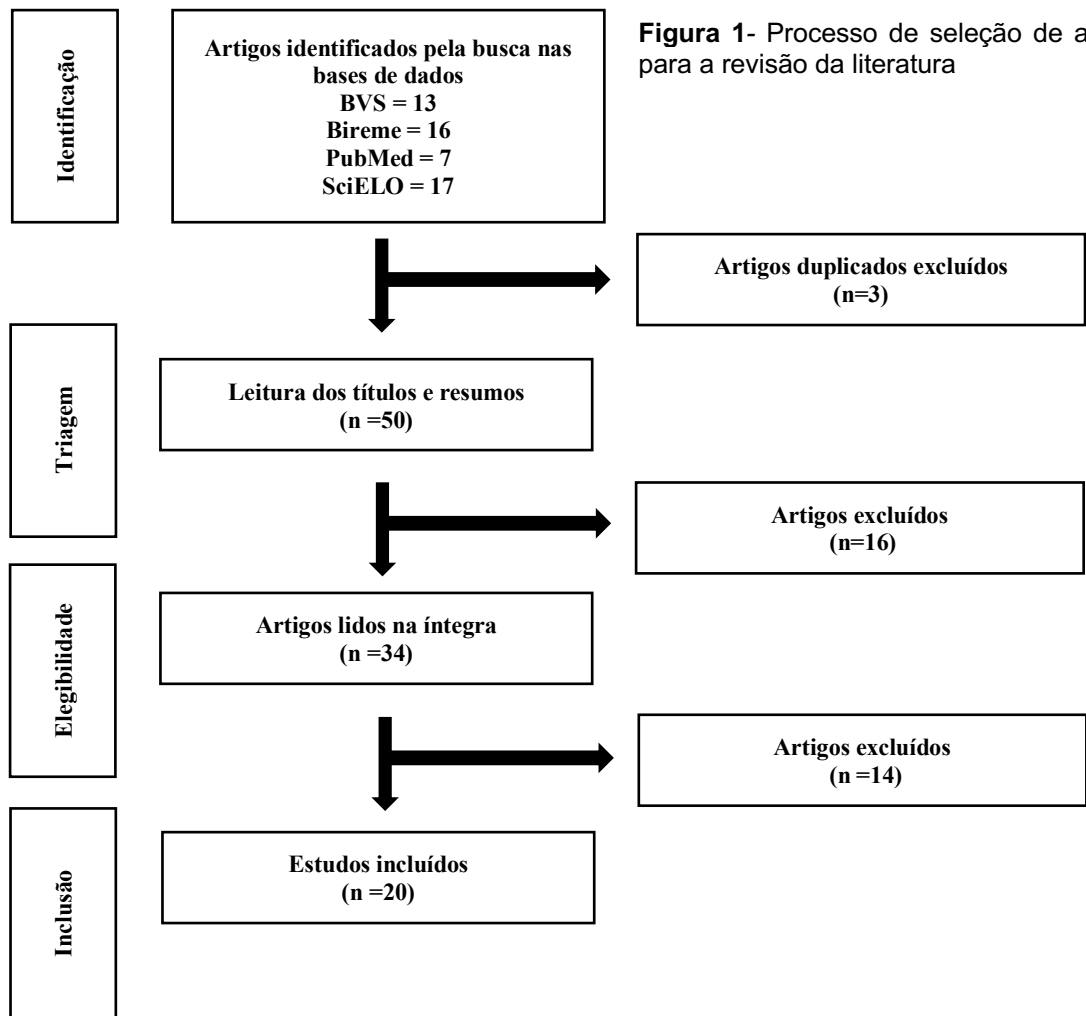 Identificação
Artigos identificados pela busca nas
bases de dados
BVS = 13
Bireme = 16
PubMed = 7
SciELO = 17
Figura 1- Processo de seleção de a
para a revisão da literatura
Artigos duplicados excluídos
(n=3)
Triagem
Leitura dos títulos e resumos
(n =50)
Artigos excluídos
(n=16)
Elegibilidade
Artigos lidos na íntegra
(n =34)
Artigos excluídos
(n =14)
Inclusão
Estudos incluídos
(n =20)